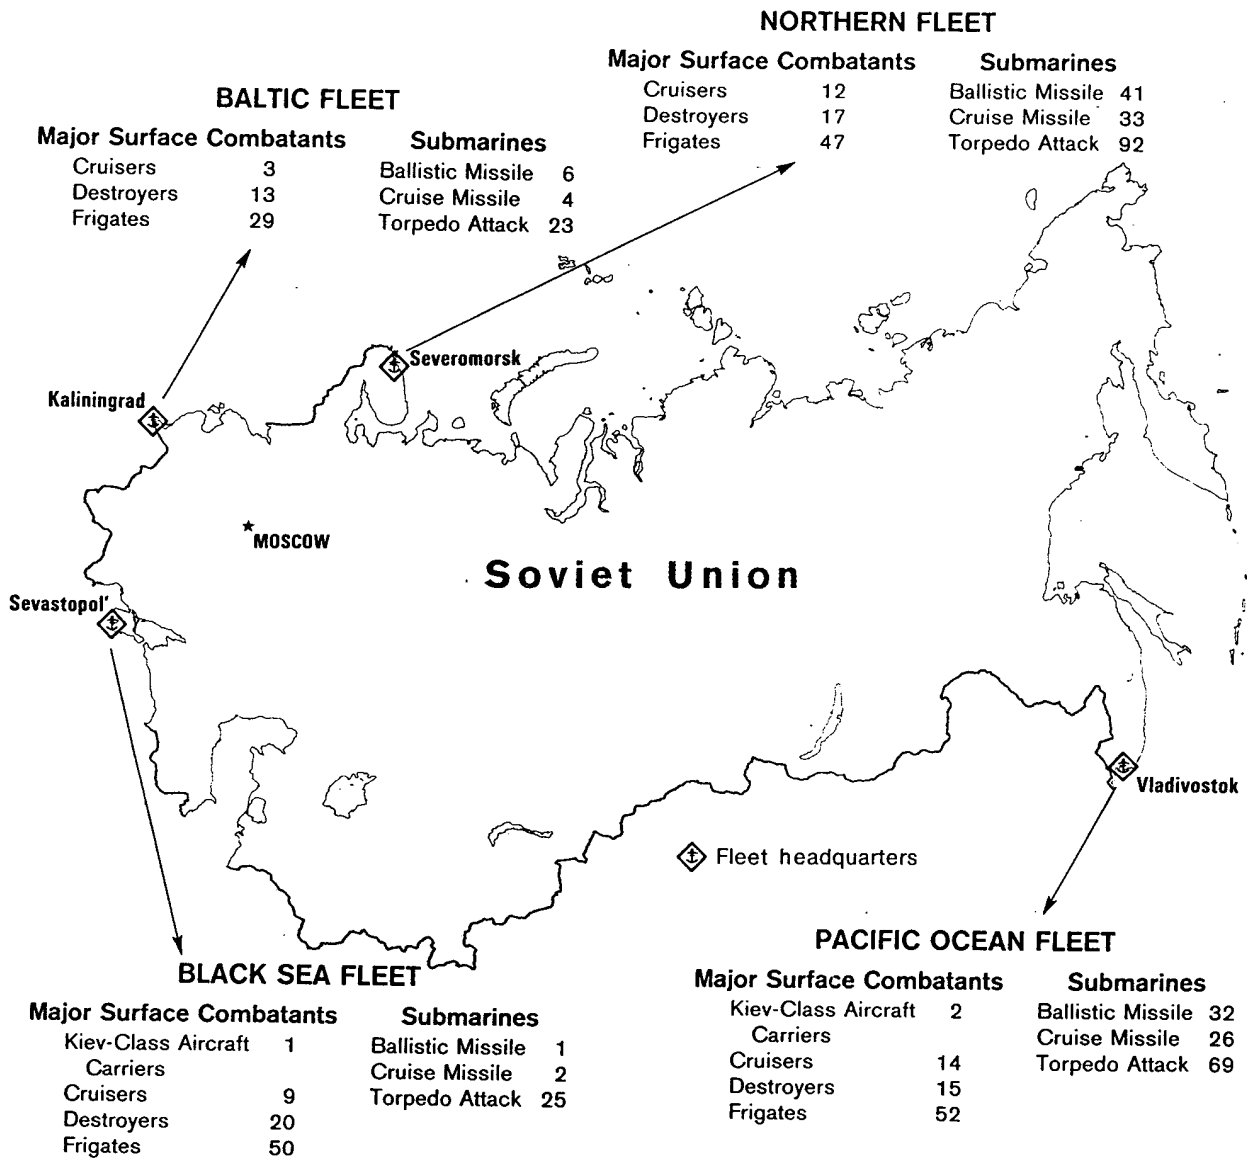 NORTHERN FLEET
Major Surface Combatants
Cruisers 12
Destroyers 17
Frigates 47
Submarines
Ballistic Missile 41
Cruise Missile 33
Torpedo Attack 92
BALTIC FLEET
Major Surface Combatants
Cruisers 3
Destroyers 13
Frigates 29
Submarines
Ballistic Missile 6
Cruise Missile 4
Torpedo Attack 23
Severomorsk
Kaliningrad
MOSCOW
Soviet Union
Sevastopol'
Vladivostok
Fleet headquarters
BLACK SEA FLEET
Major Surface Combatants
Kiev-Class Aircraft 1
Carriers
Cruisers 9
Destroyers 20
Frigates 50
Submarines
Ballistic Missile 1
Cruise Missile 2
Torpedo Attack 25
PACIFIC OCEAN FLEET
Major Surface Combatants
Kiev-Class Aircraft 2
Carriers
Cruisers 14
Destroyers 15
Frigates 52
Submarines
Ballistic Missile 32
Cruise Missile 26
Torpedo Attack 69